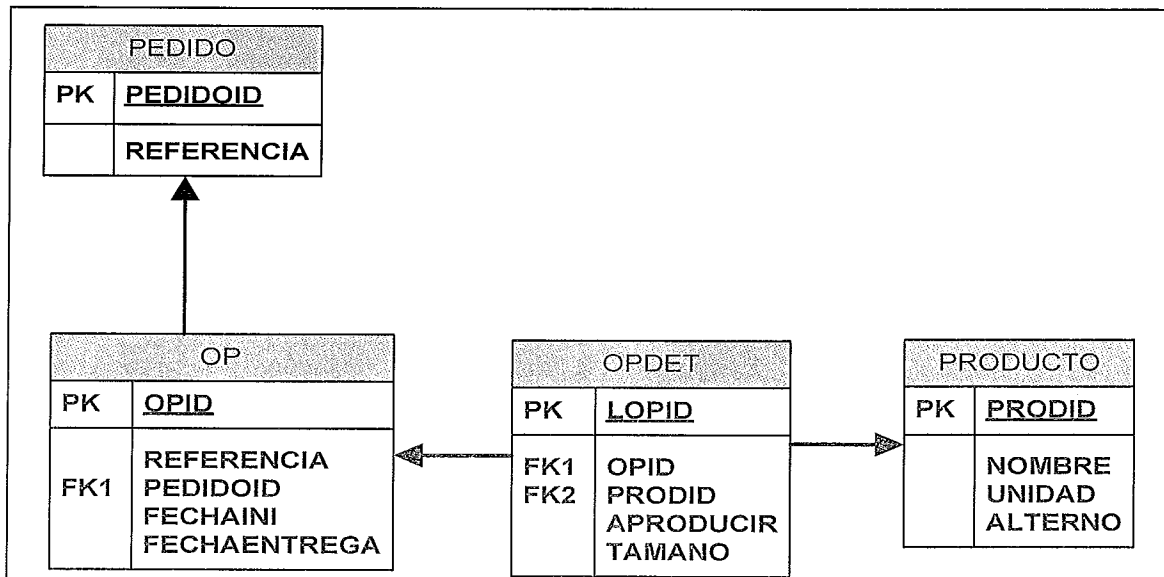 PEDIDO
PK PEDIDOID
REFERENCIA
OP
PK OPID
REFERENCIA
FK1 PEDIDOID
FECHAINI
FECHAENTREGA
OPDET
PK LOPID
FK1 OPID
FK2 PRODID
APRODUCIR
TAMANO
PRODUCTO
PK PRODID
NOMBRE
UNIDAD
ALTERNO